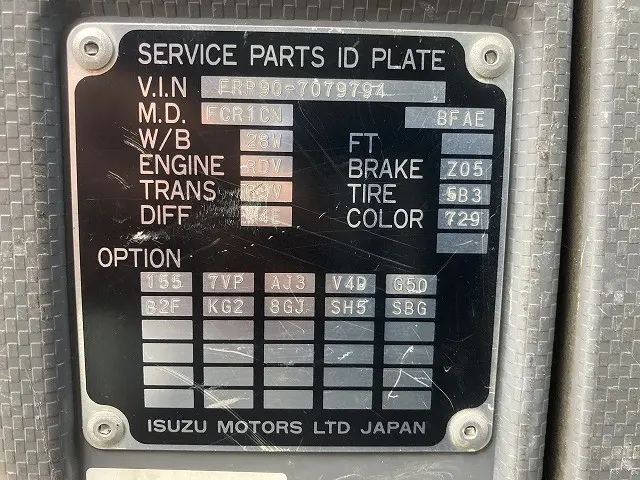 SERVICE PARTS ID PLATE
V.I.N FRR90-7079794
M.D. FCR1CN BFAE
W/B 28W FT
ENGINE BRAKE Z05
TRANS TIRE 5B3
DIFF COLOR 729
OPTION
155 7VP AJ3 V4D G50
B2F KG2 8GJ SH5 SBG
ISUZU MOTORS LTD JAPAN